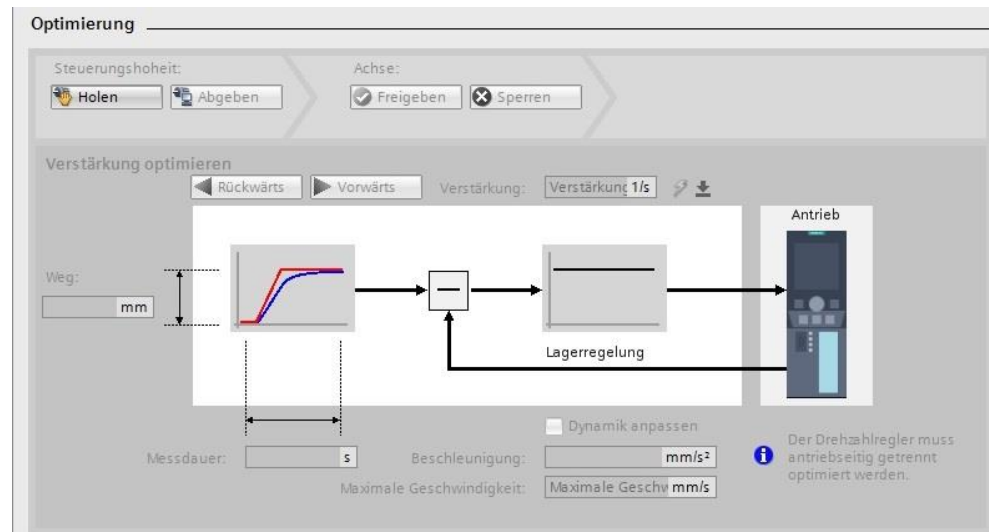 Optimierung
Steuerungshoheit:
Achse:
Holen
Abgeben
Freigeben
Sperren
Verstärkung optimieren
Rückwärts
Vorwärts
Verstärkung:
Verstärkung 1/s
Antrieb
Weg:
mm
Lagerregelung
Dynamik anpassen
Messdauer:
s
Beschleunigung:
mm/s²
Der Drehzahlregler muss
antriebseitig getrennt
optimiert werden.
Maximale Geschwindigkeit:
Maximale Geschw mm/s